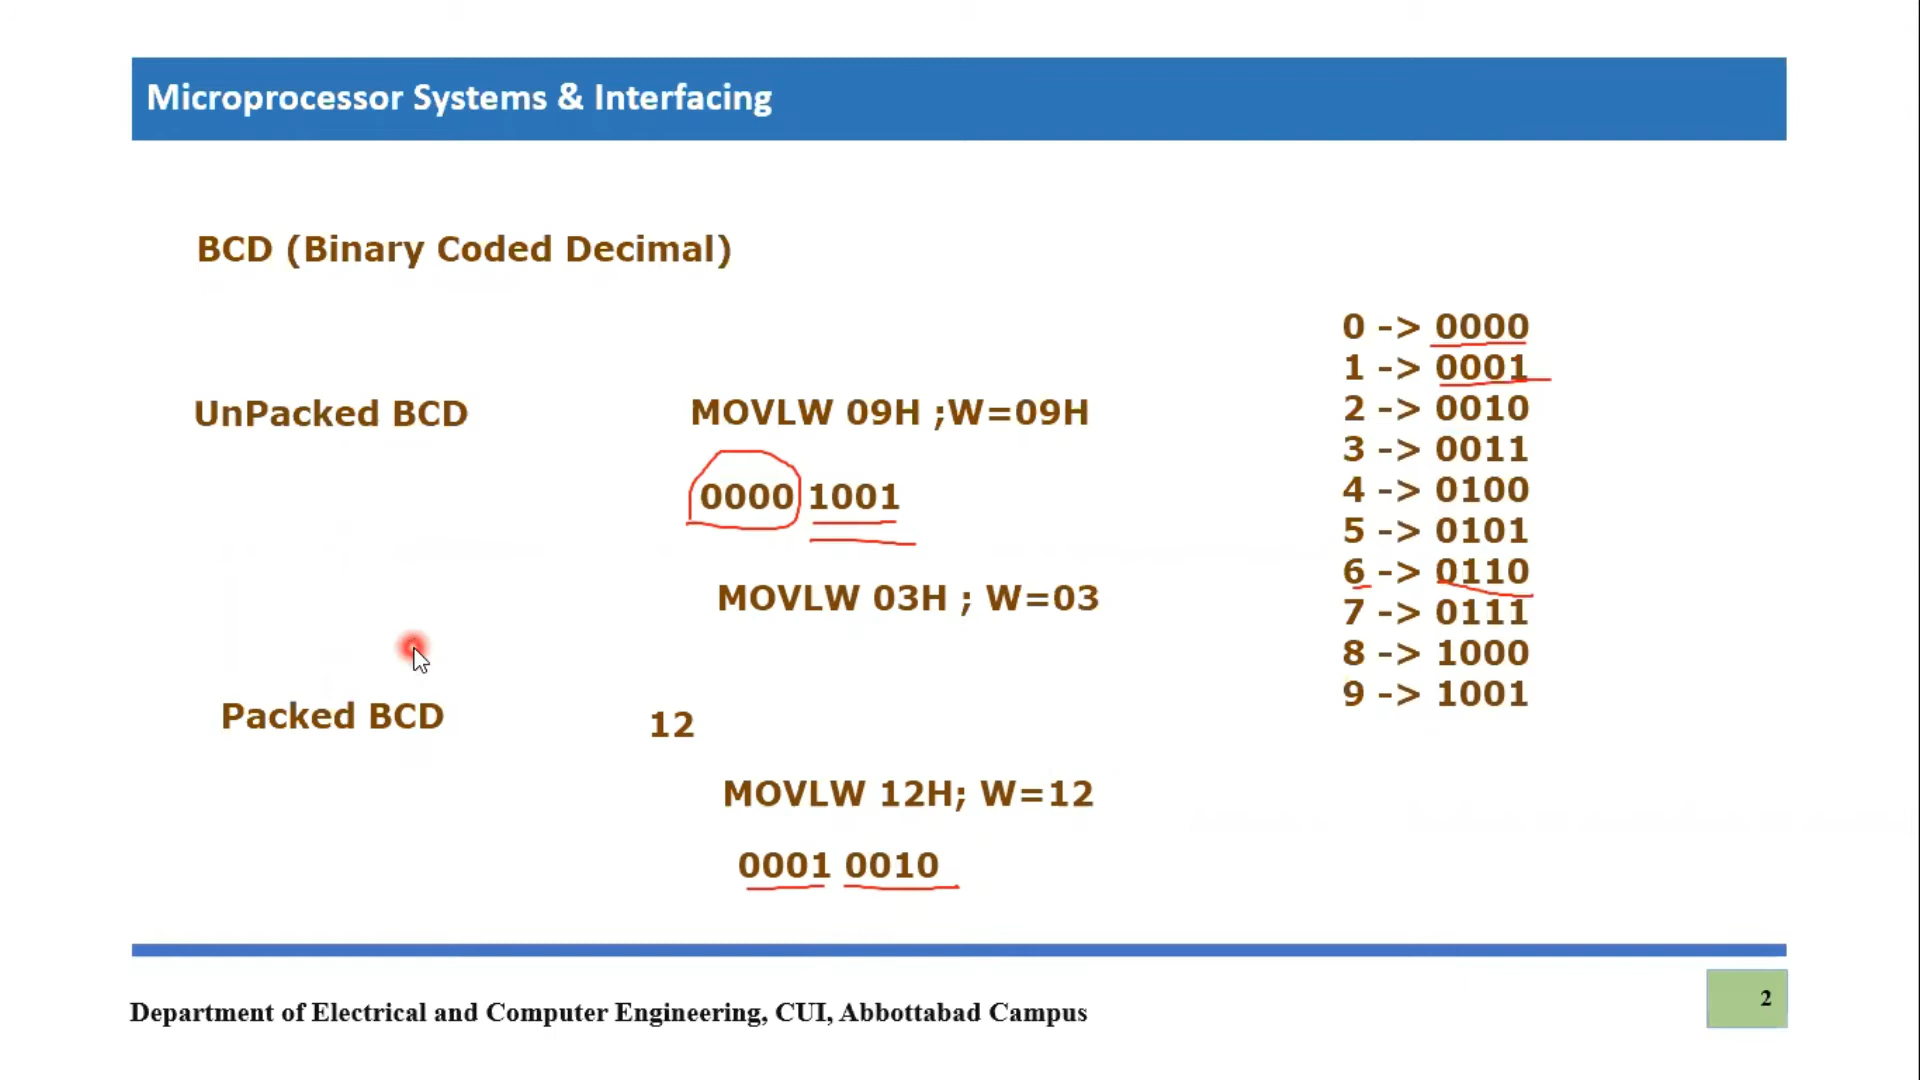 Microprocessor Systems & Interfacing
BCD (Binary Coded Decimal)
UnPacked BCD
MOVLW 09H ;W=09H
0000 1001
MOVLW 03H ; W=03
Packed BCD
12
MOVLW 12H; W=12
0001 0010
0 -> 0000
1 -> 0001
2 -> 0010
3 -> 0011
4 -> 0100
5 -> 0101
6 -> 0110
7 -> 0111
8 -> 1000
9 -> 1001
Department of Electrical and Computer Engineering, CUI, Abbottabad Campus
2